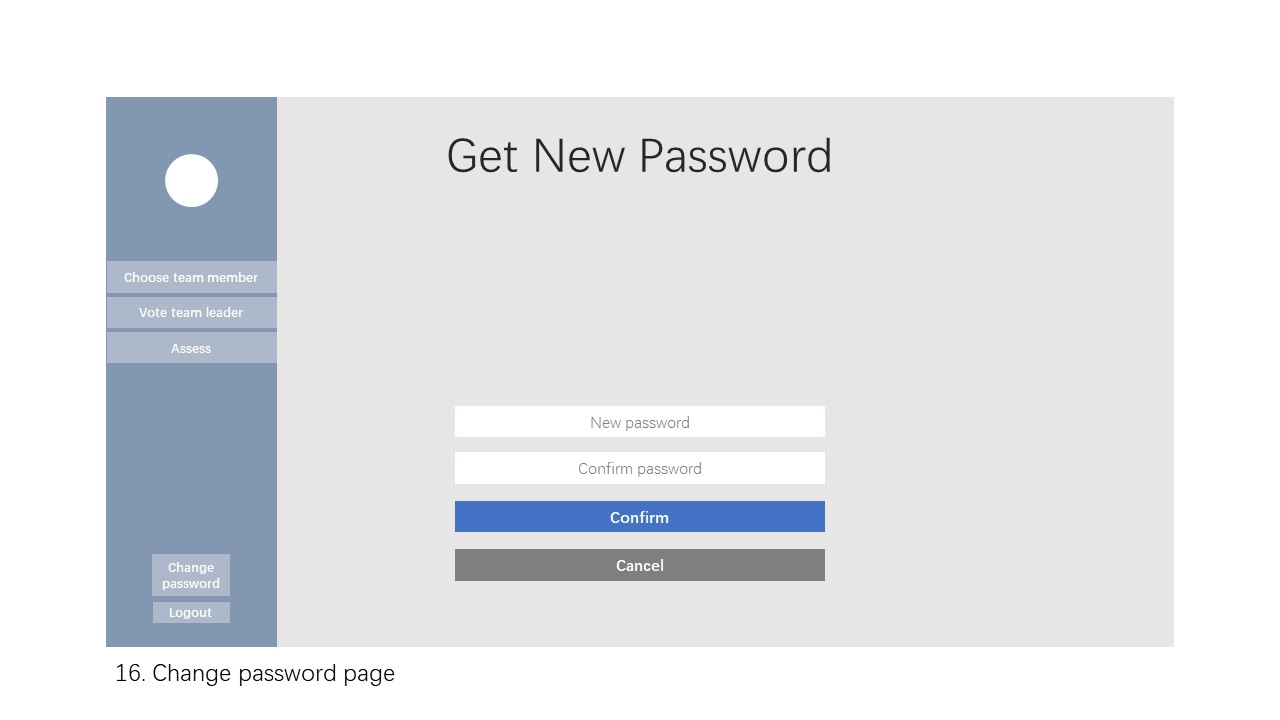 Get New Password
Choose team member
Vote team leader
Assess
New password
Confirm password
Confirm
Cancel
Change
password
Logout
16. Change password page